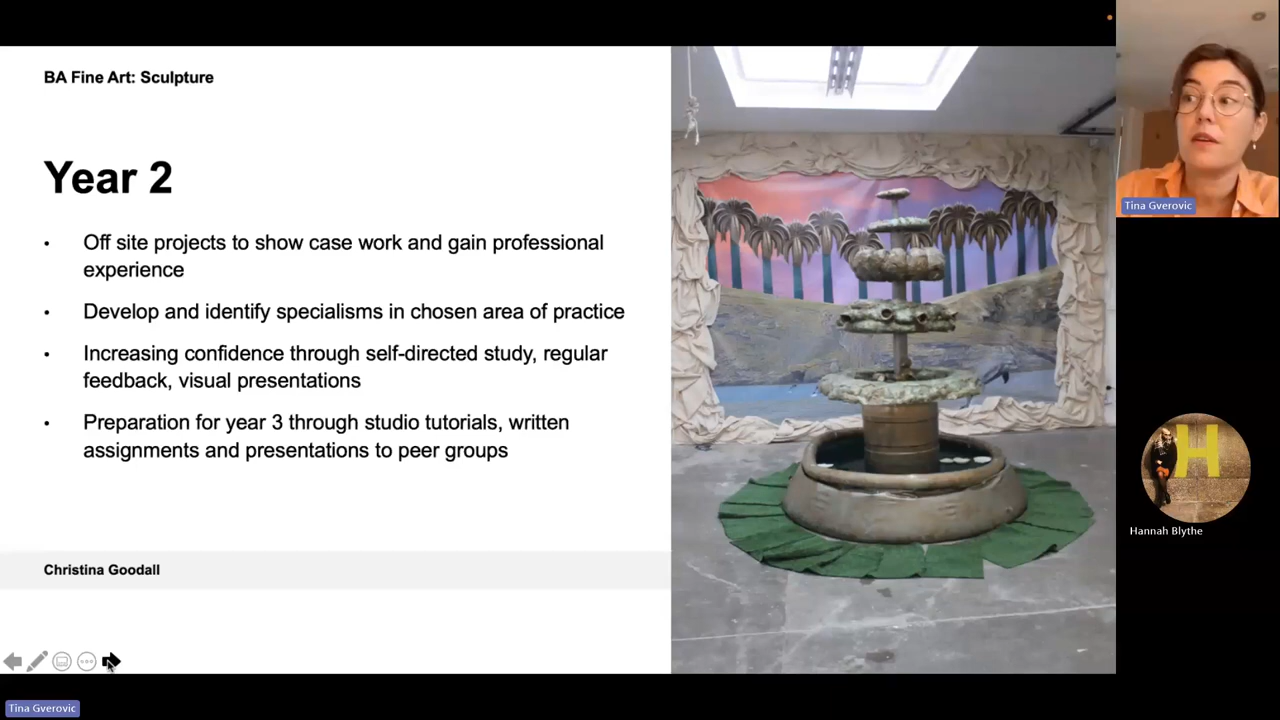 BA Fine Art: Sculpture
Year 2
• Off site projects to show case work and gain professional
experience
• Develop and identify specialisms in chosen area of practice
• Increasing confidence through self-directed study, regular
feedback, visual presentations
• Preparation for year 3 through studio tutorials, written
assignments and presentations to peer groups
Christina Goodall
Tina Gverovic
H
Hannah Blythe
Tina Gverovic